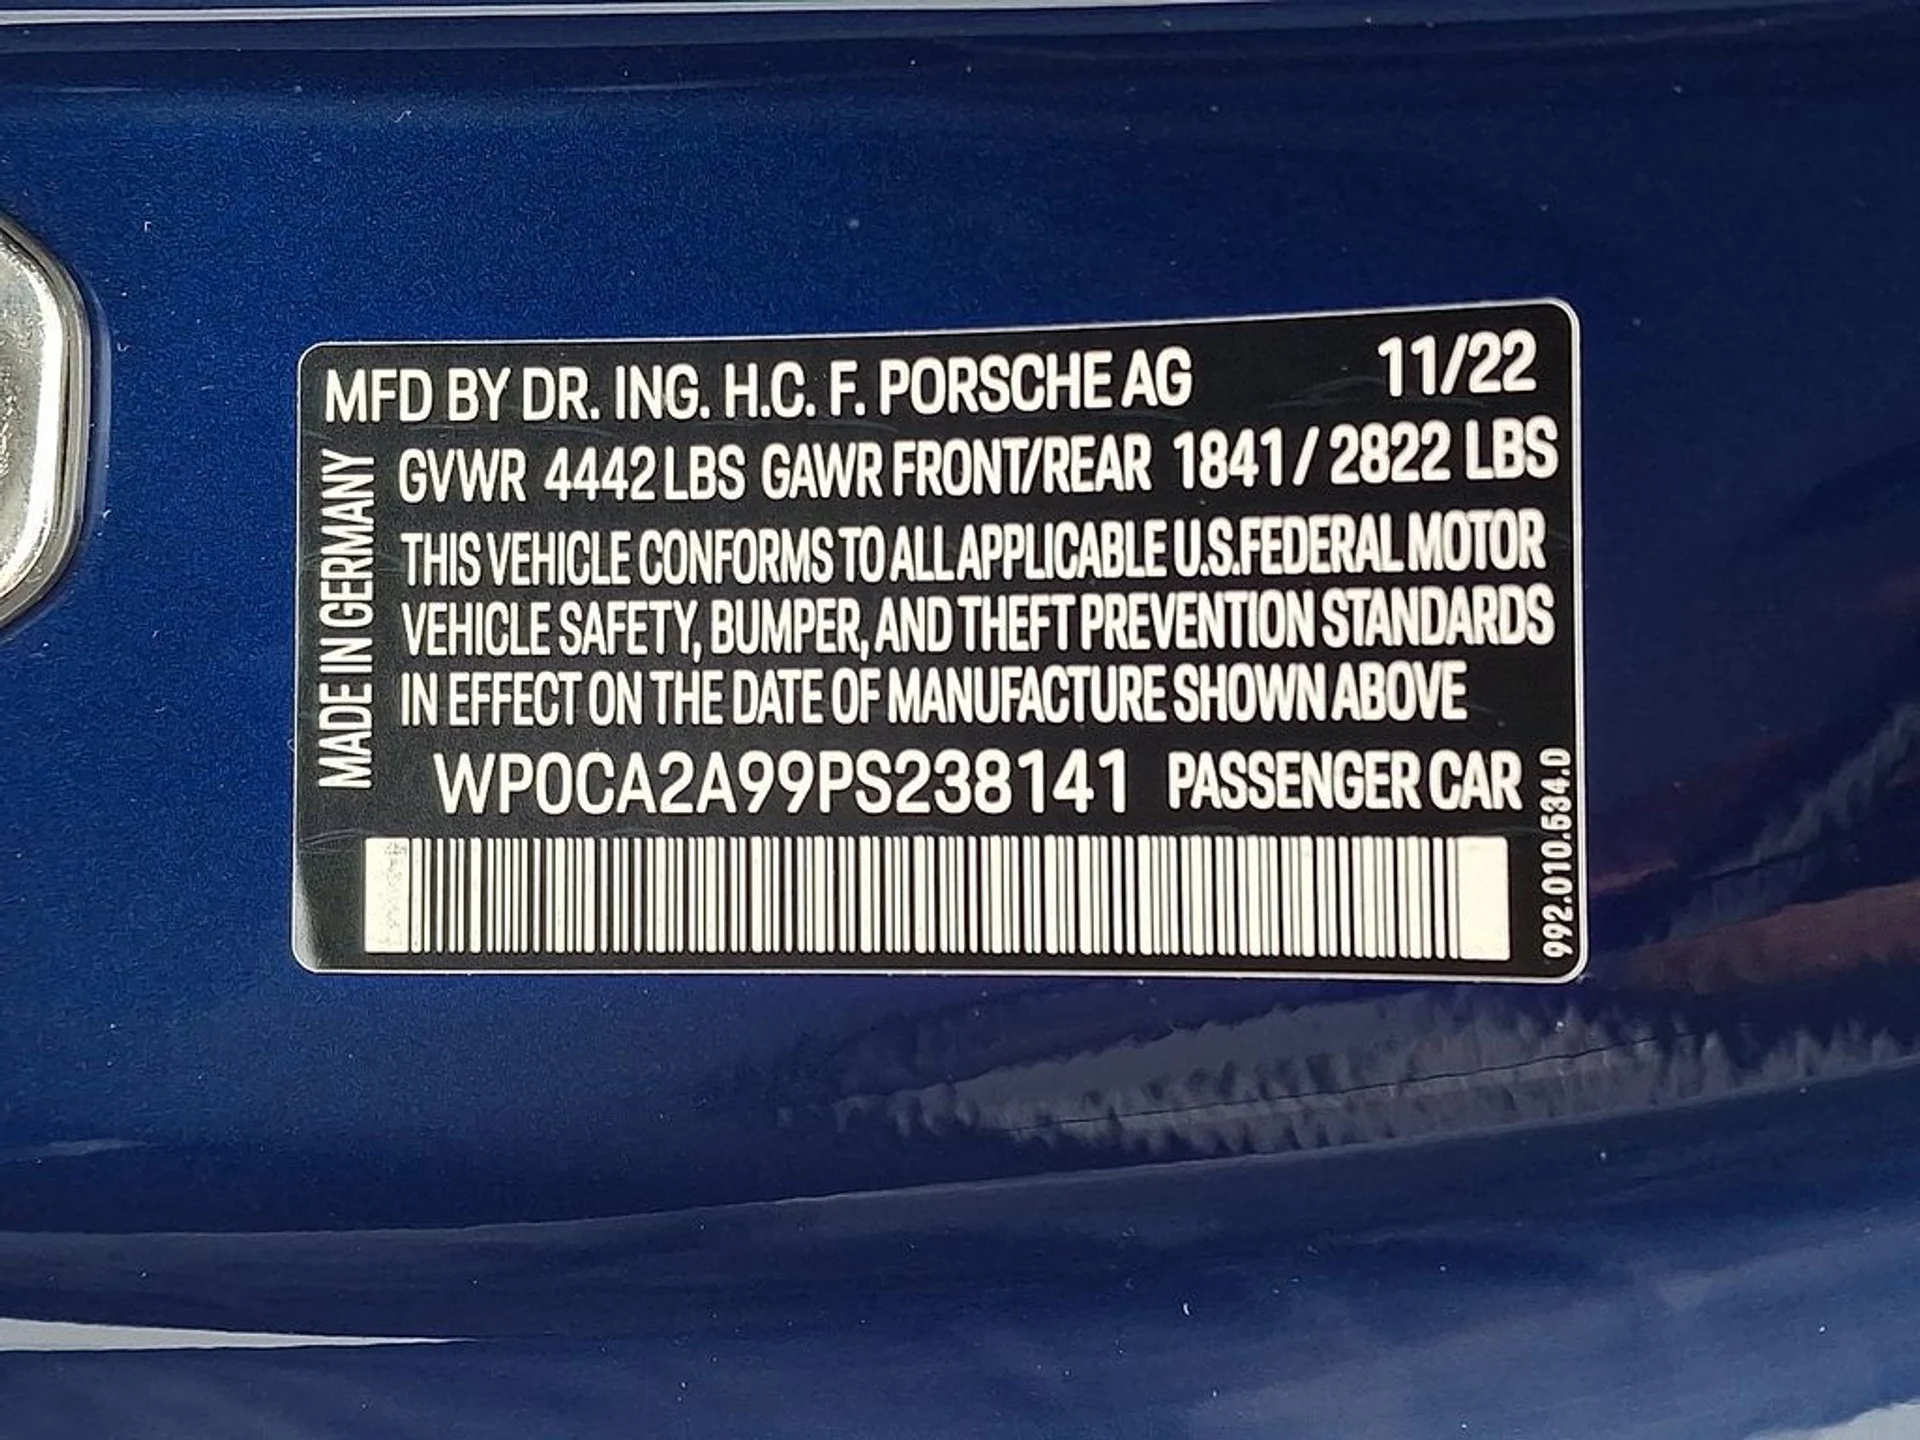 MFD BY DR. ING. H.C. F. PORSCHE AG 11/22
GVWR 4442 LBS GAWR FRONT/REAR 1841 / 2822 LBS
THIS VEHICLE CONFORMS TO ALL APPLICABLE U.S.FEDERAL MOTOR
VEHICLE SAFETY, BUMPER, AND THEFT PREVENTION STANDARDS
IN EFFECT ON THE DATE OF MANUFACTURE SHOWN ABOVE
WP0CA2A99PS238141 PASSENGER CAR
MADE IN GERMANY
992.010.534.0